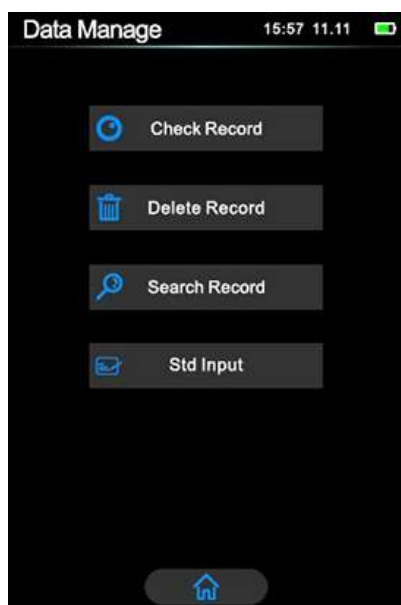 Data Manage 15:57 11.11
Check Record
Delete Record
Search Record
Std Input